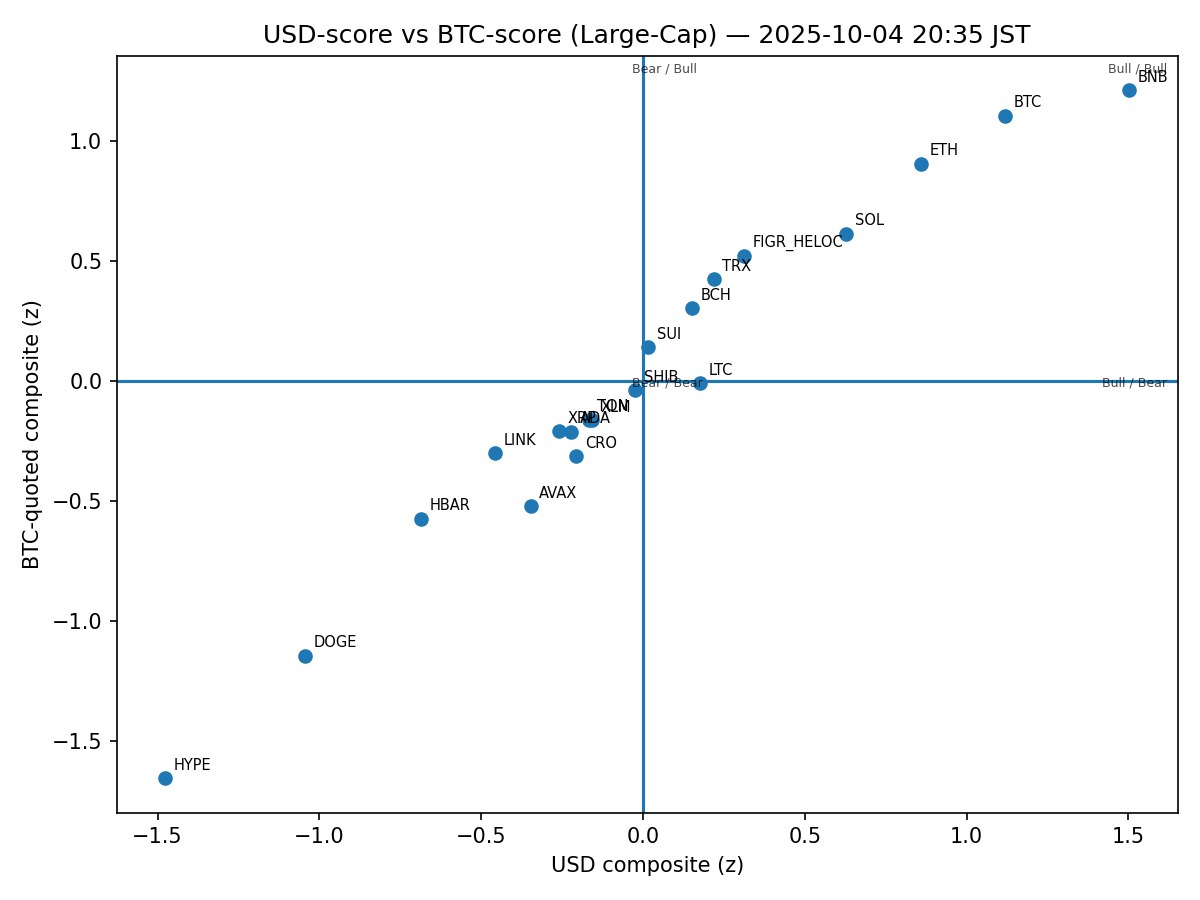 USD-score vs BTC-score (Large-Cap) — 2025-10-04 20:35 JST
Bear / Bull
Bull / Bull
BNB
BTC
1.0
ETH
SOL
FIGR_HELOC
0.5
TRX
BCH
SUI
LTC
SHIB
0.0
Bear / Bear
Bull / Bear
TON
XLM
XRP
ADA
LINK
CRO
AVAX
−0.5
HBAR
−1.0
DOGE
−1.5
HYPE
BTC-quoted composite (z)
−1.5
−1.0
−0.5
0.0
0.5
1.0
1.5
USD composite (z)